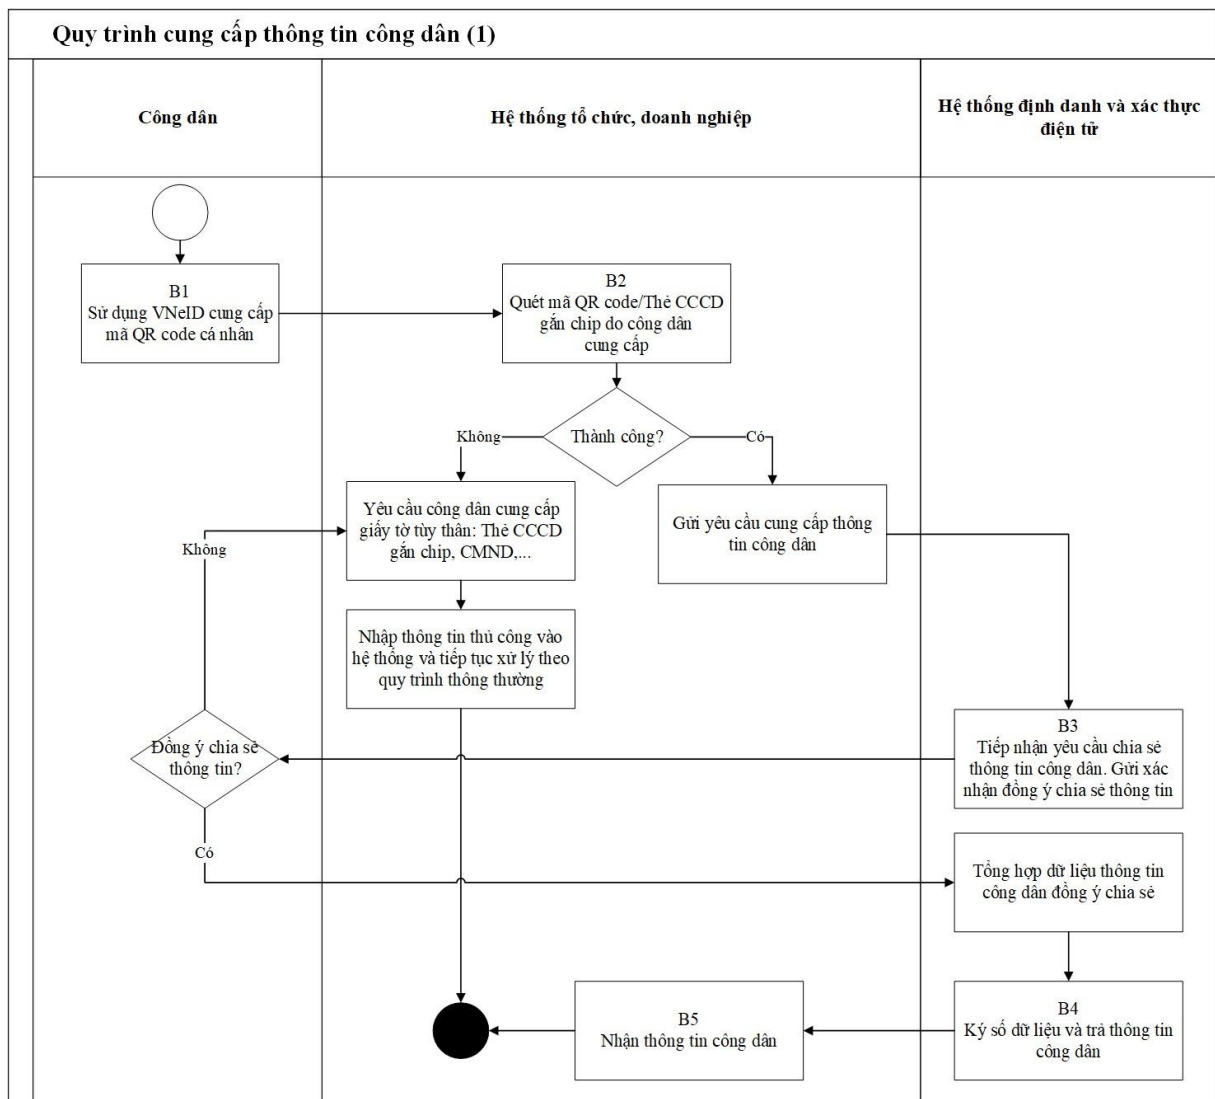 Quy trình cung cấp thông tin công dân (1)
Công dân
Hệ thống tổ chức, doanh nghiệp
Hệ thống định danh và xác thực
điện tử
B1
Sử dụng VNeID cung cấp
mã QR code cá nhân
B2
Quét mã QR code/Thẻ CCCD
gắn chip do công dân
cung cấp
Thành công?
Không
Có
Yêu cầu công dân cung cấp
giấy tờ tùy thân: Thẻ CCCD
gắn chip, CMND,...
Gửi yêu cầu cung cấp thông
tin công dân
Không
Nhập thông tin thủ công vào
hệ thống và tiếp tục xử lý theo
quy trình thông thường
Đồng ý chia sẻ
thông tin?
B3
Tiếp nhận yêu cầu chia sẻ
thông tin công dân. Gửi xác
nhận đồng ý chia sẻ thông tin
Có
Tổng hợp dữ liệu thông tin
công dân đồng ý chia sẻ
B4
Ký số dữ liệu và trả thông tin
công dân
B5
Nhận thông tin công dân